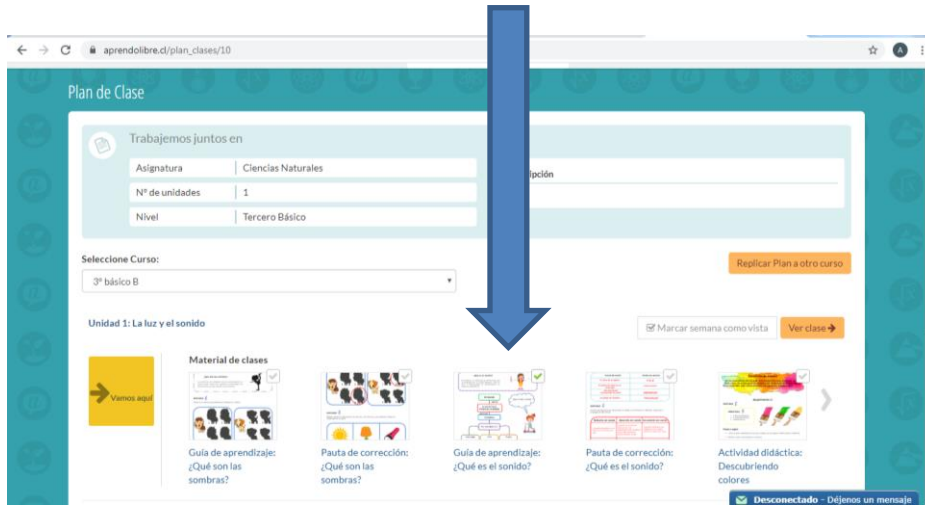 aprendolibre.cl/plan_clases/10
A
Plan de Clase
Trabajemos juntos en
Asignatura Ciencias Naturales
ipción
N° de unidades 1
Nivel Tercero Básico
Seleccione Curso:
3° básico B
Replicar Plan a otro curso
Unidad 1: La luz y el sonido
Marcar semana como vista
Ver clase
Material de clases
Vamos aquí
Guía de aprendizaje:
¿Qué son las
sombras?
Pauta de corrección:
¿Qué son las
sombras?
Guía de aprendizaje:
¿Qué es el sonido?
Pauta de corrección:
¿Qué es el sonido?
Actividad didáctica:
Descubriendo
colores
Desconectado - Déjenos un mensaje